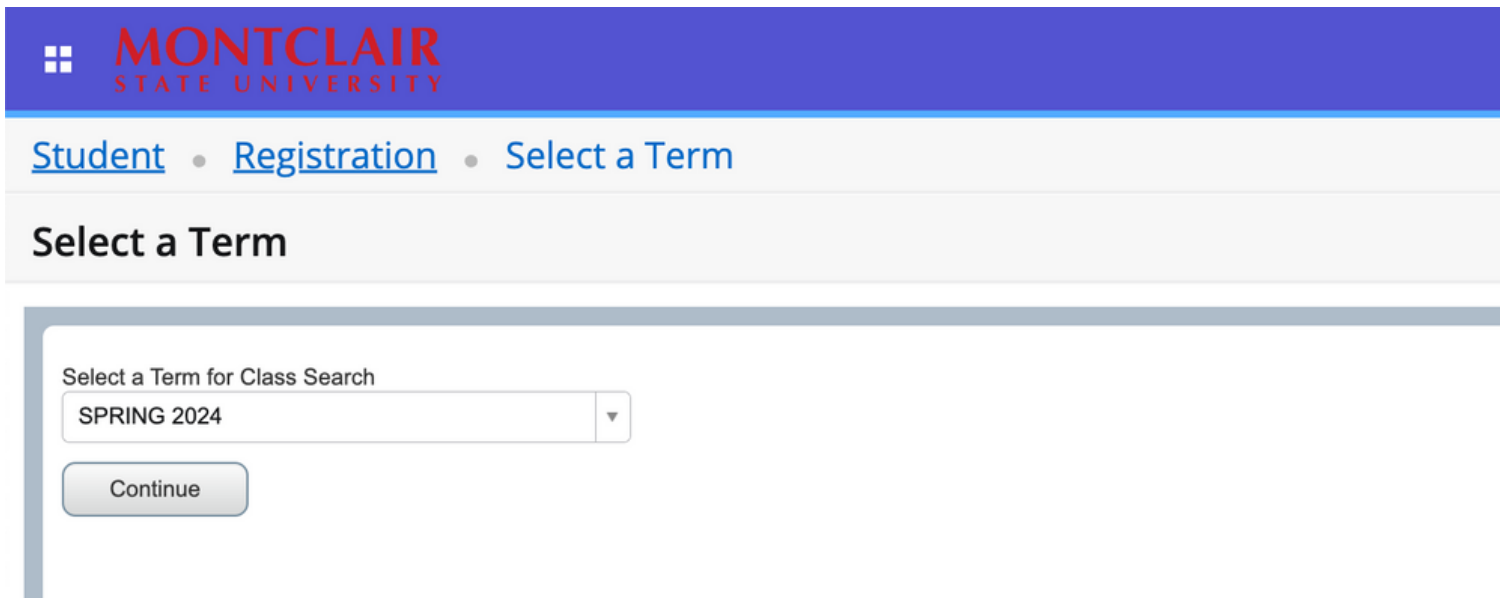 MONTCLAIR
STATE UNIVERSITY
Student • Registration • Select a Term
Select a Term
Select a Term for Class Search
SPRING 2024
Continue